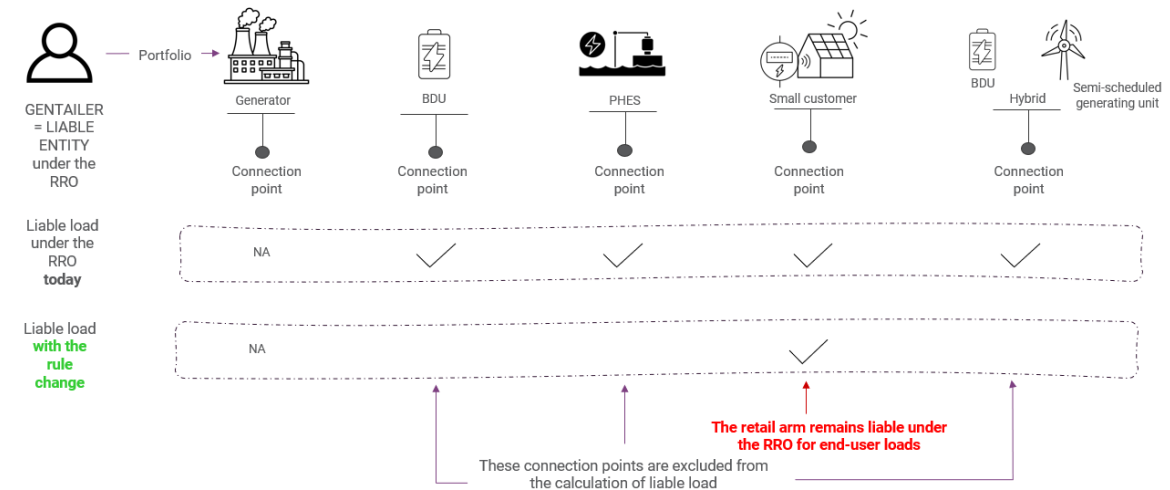 Portfolio
GENTAILER
= LIABLE
ENTITY
under the
RRO
Generator
BDU
PHES
Small customer
BDU
Hybrid
Semi-scheduled
generating unit
Connection
point
Connection
point
Connection
point
Connection
point
Connection
point
Liable load
under the
RRO
today
NA
Liable load
with the
rule
change
NA
The retail arm remains liable under
the RRO for end-user loads
These connection points are excluded from
the calculation of liable load